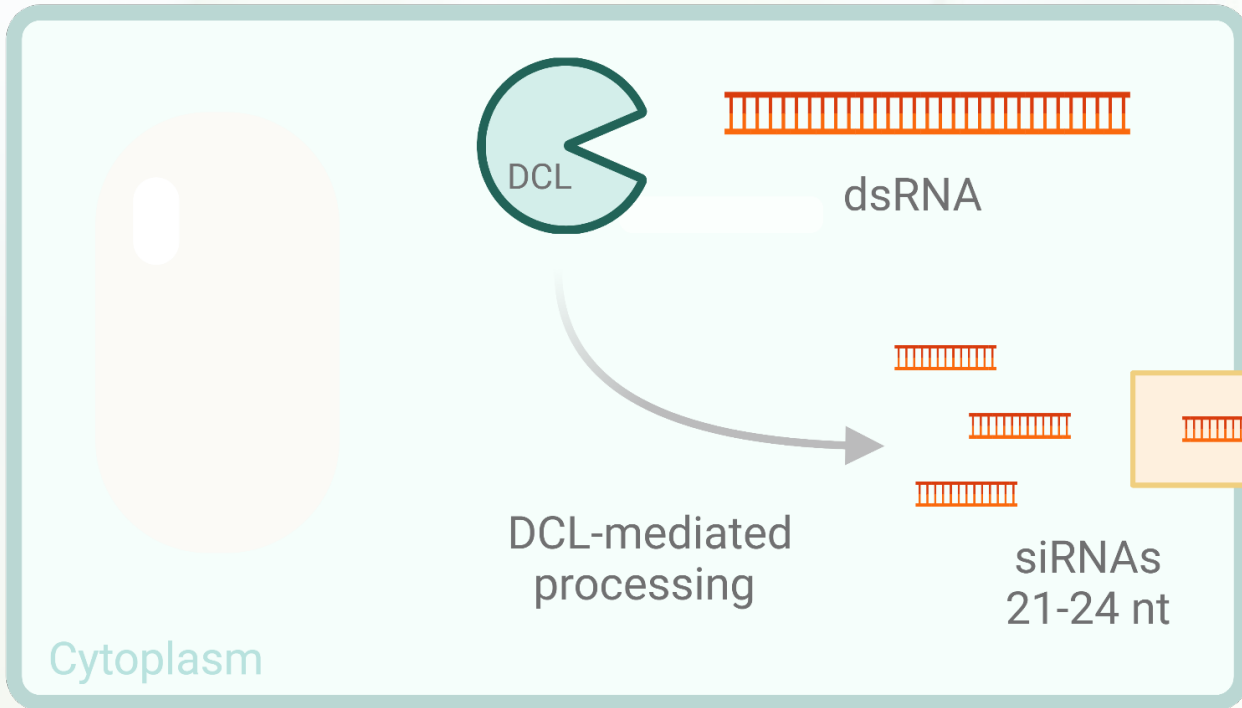 DCL
dsRNA
DCL-mediated
processing
siRNAs
21-24 nt
Cytoplasm